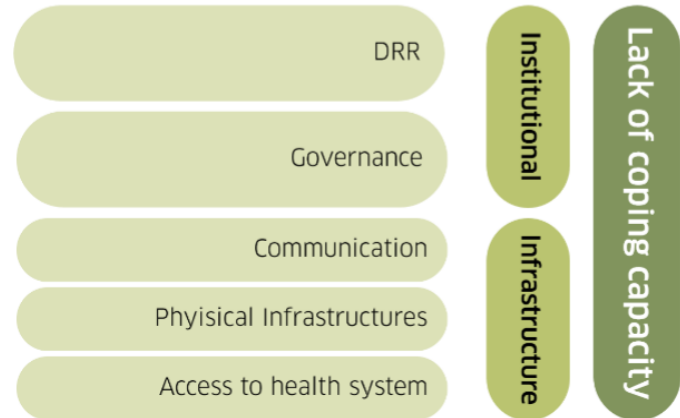 DRR
Governance
Communication
Phyisical Infrastructures
Access to health system
Institutional
Infrastructure
Lack of coping capacity